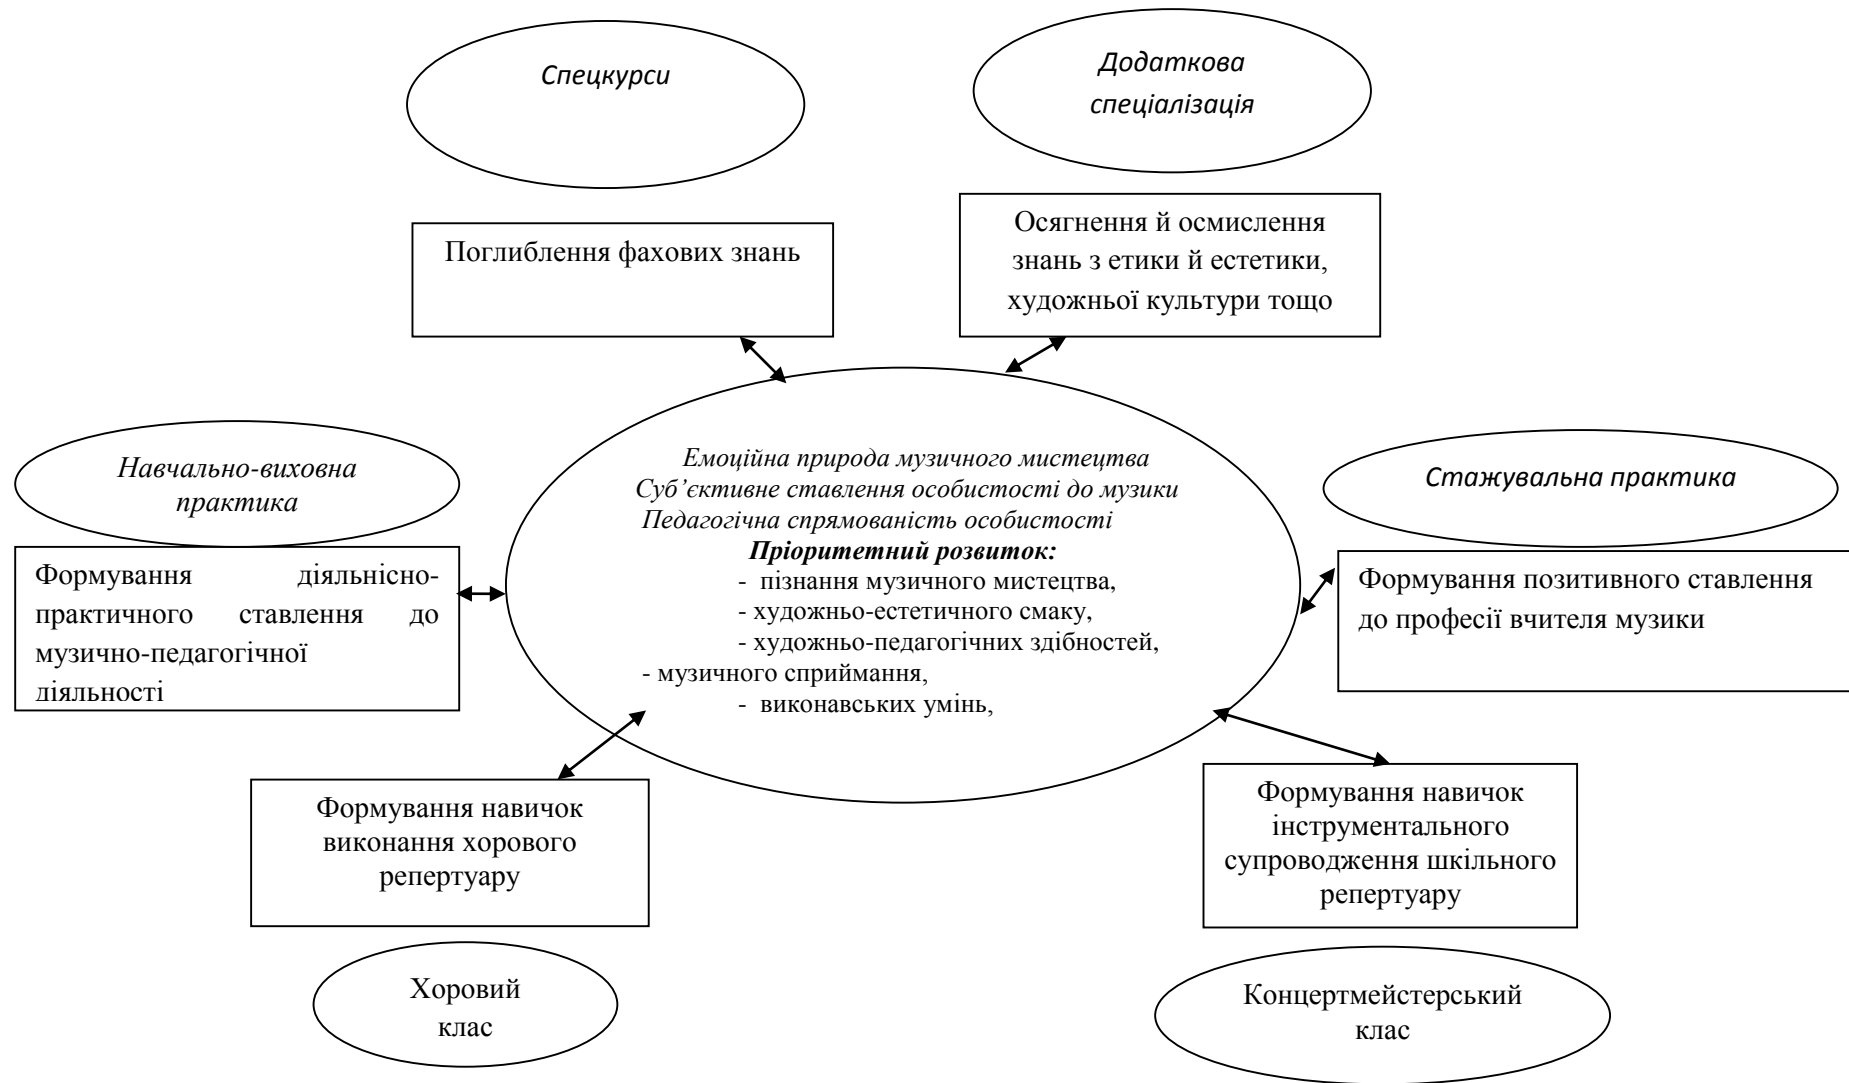 Спецкурси
Додаткова
спеціалізація
Поглиблення фахових знань
Осягнення й осмислення
знань з етики й естетики,
художньої культури тощо
Навчально-виховна
практика
Формування діяльнісно-
практичного ставлення до
музично-педагогічної
діяльності
Емоційна природа музичного мистецтва
Суб’єктивне ставлення особистості до музики
Педагогічна спрямованість особистості
Пріоритетний розвиток:
- пізнання музичного мистецтва,
- художньо-естетичного смаку,
- художньо-педагогічних здібностей,
- музичного сприймання,
- виконавських умінь,
Стажувальна практика
Формування позитивного ставлення
до професії вчителя музики
Формування навичок
виконання хорового
репертуару
Формування навичок
інструментального
супроводження шкільного
репертуару
Хоровий
клас
Концертмейстерський
клас